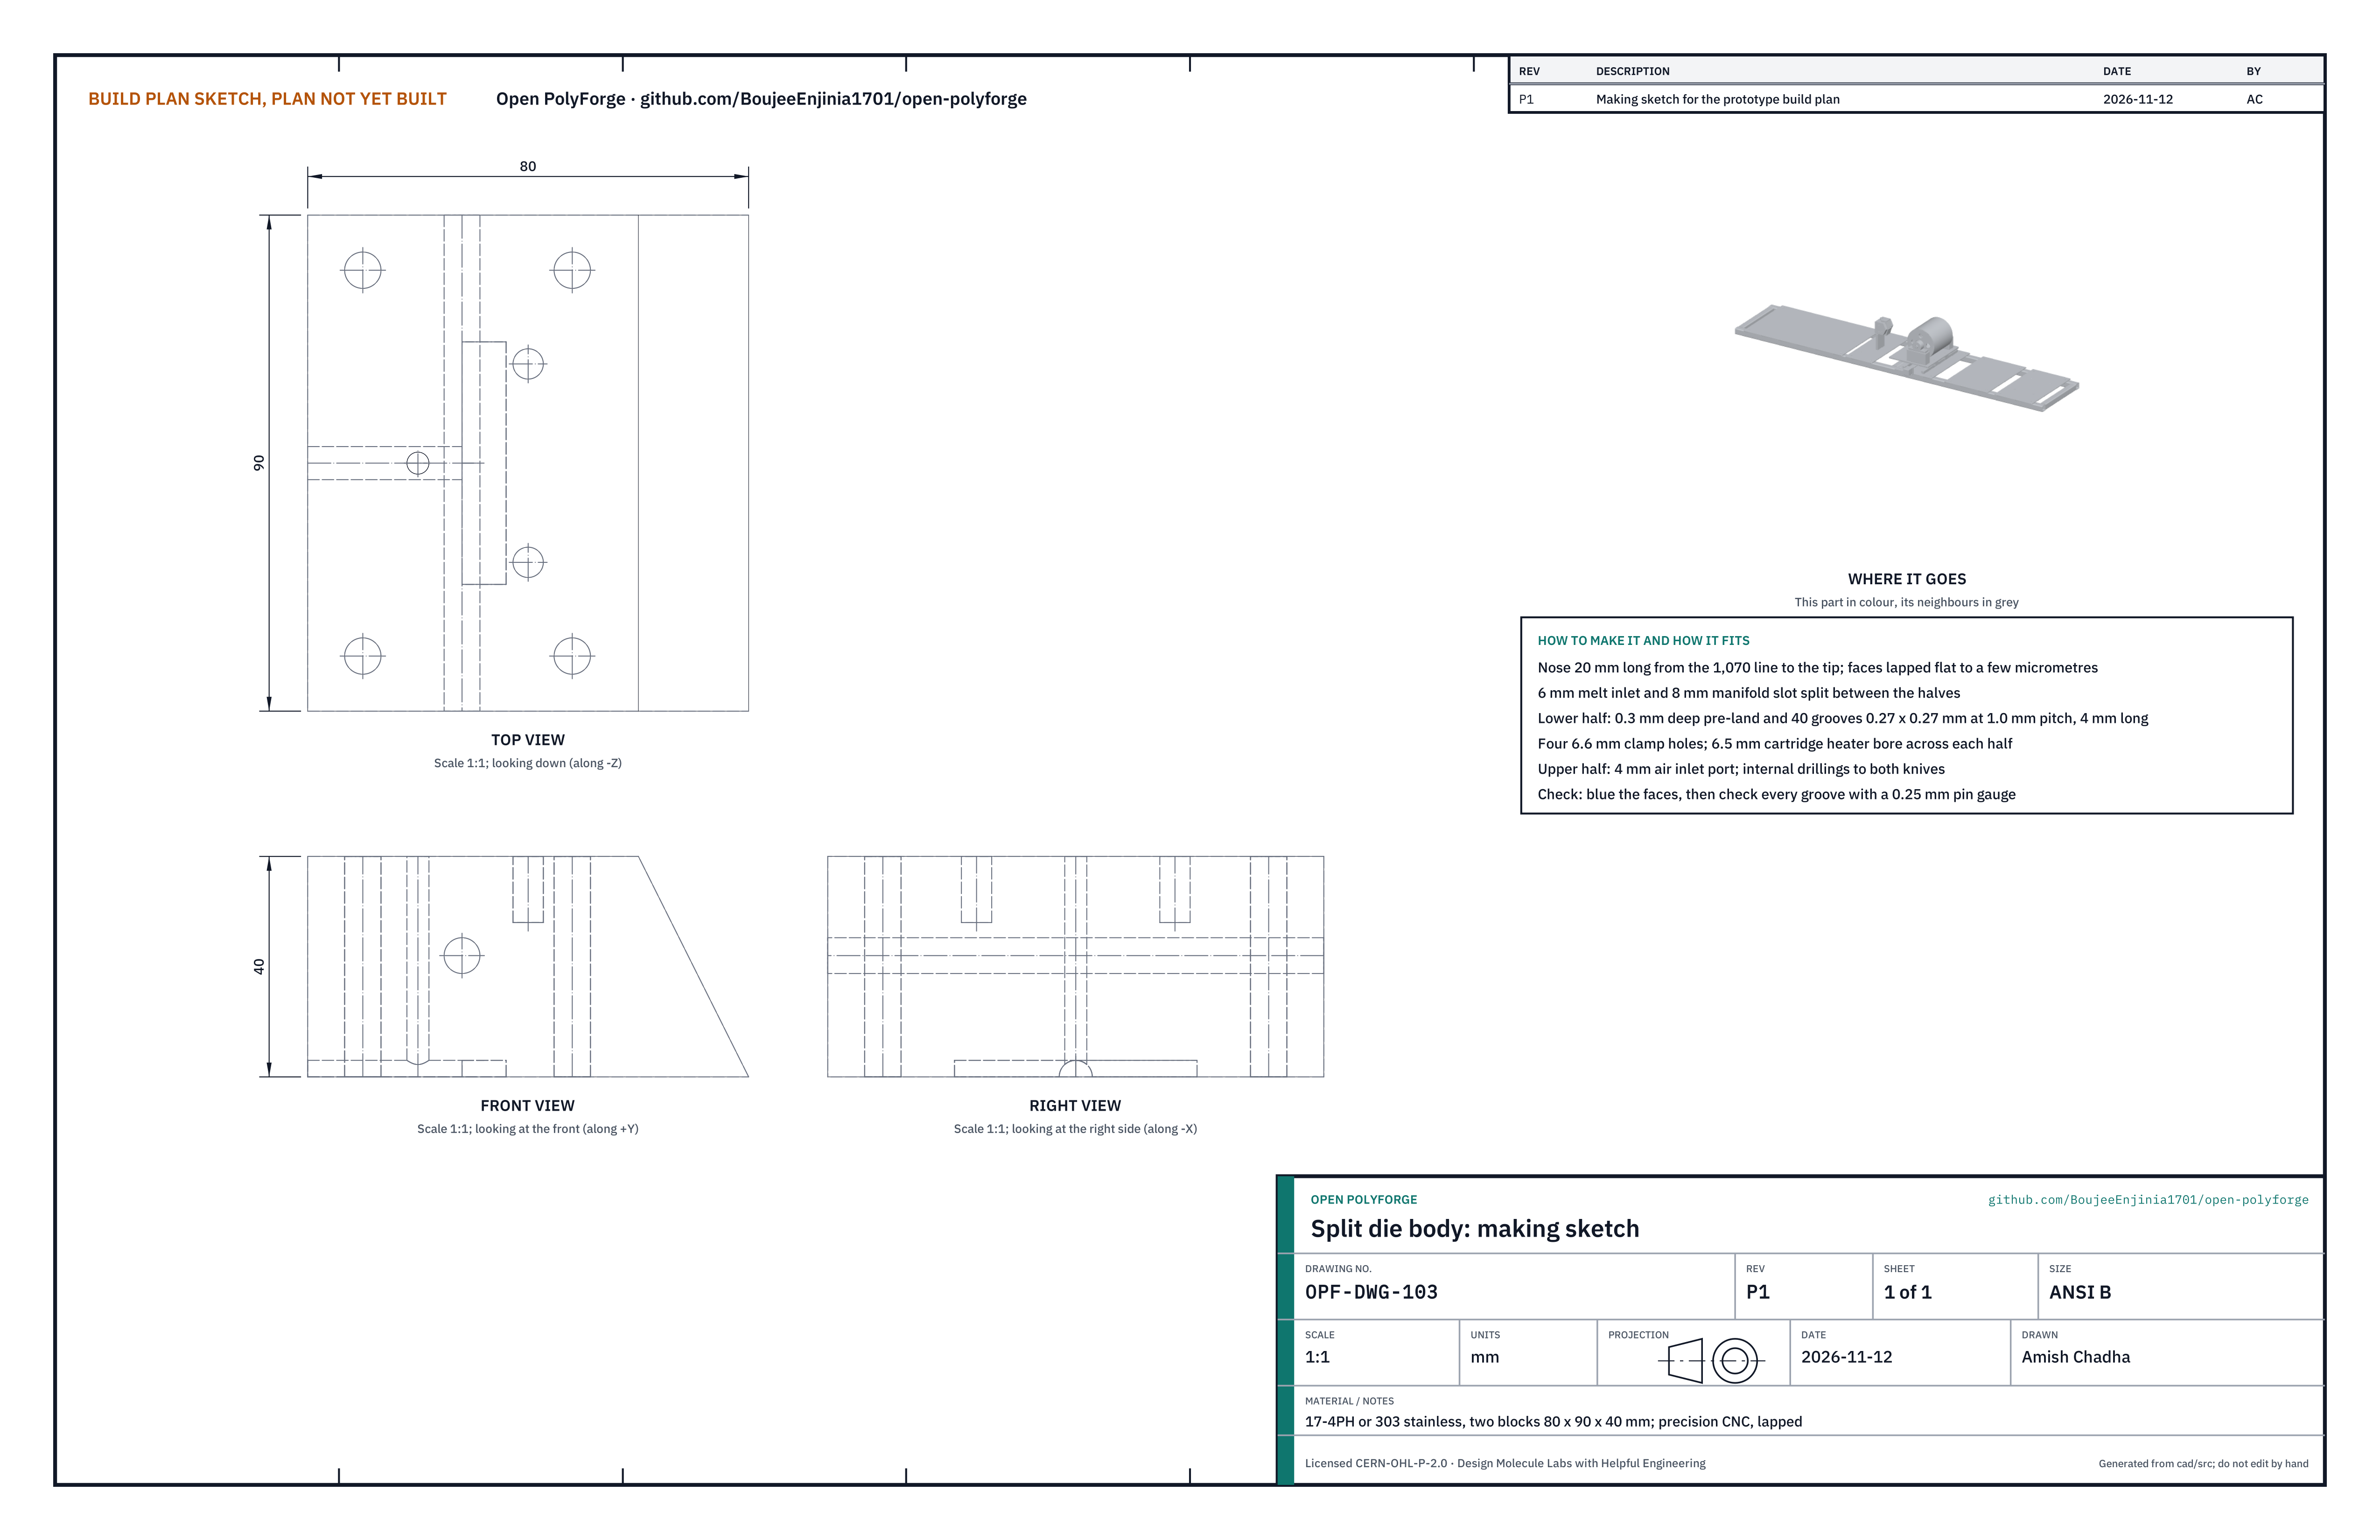 BUILD PLAN SKETCH, PLAN NOT YET BUILT
Open PolyForge · github.com/BoujeeEnjinia1701/open-polyforge
REV DESCRIPTION DATE BY
P1 Making sketch for the prototype build plan 2026-11-12 AC
80
90
TOP VIEW
Scale 1:1; looking down (along -Z)
WHERE IT GOES
This part in colour, its neighbours in grey
HOW TO MAKE IT AND HOW IT FITS
Nose 20 mm long from the 1,070 line to the tip; faces lapped flat to a few micrometres
6 mm melt inlet and 8 mm manifold slot split between the halves
Lower half: 0.3 mm deep pre-land and 40 grooves 0.27 x 0.27 mm at 1.0 mm pitch, 4 mm long
Four 6.6 mm clamp holes; 6.5 mm cartridge heater bore across each half
Upper half: 4 mm air inlet port; internal drillings to both knives
Check: blue the faces, then check every groove with a 0.25 mm pin gauge
40
FRONT VIEW
Scale 1:1; looking at the front (along +Y)
RIGHT VIEW
Scale 1:1; looking at the right side (along -X)
OPEN POLYFORGE
github.com/BoujeeEnjinia1701/open-polyforge
Split die body: making sketch
DRAWING NO. REV SHEET SIZE
OPF-DWG-103 P1 1 of 1 ANSI B
SCALE UNITS PROJECTION DATE DRAWN
1:1 mm 2026-11-12 Amish Chadha
MATERIAL / NOTES
17-4PH or 303 stainless, two blocks 80 x 90 x 40 mm; precision CNC, lapped
Licensed CERN-OHL-P-2.0 · Design Molecule Labs with Helpful Engineering
Generated from cad/src; do not edit by hand